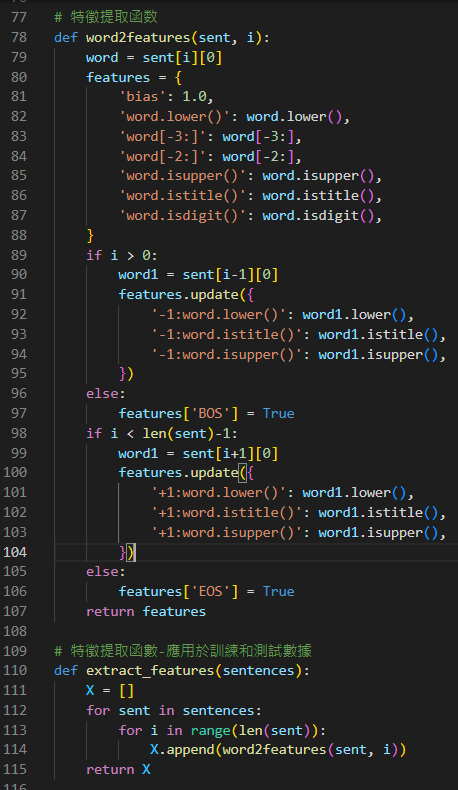 77 # 特徵提取函数
78 def word2features(sent, i):
79     word = sent[i][0]
80     features = {
81         'bias': 1.0,
82         'word.lower()': word.lower(),
83         'word[-3:]': word[-3:],
84         'word[-2:]': word[-2:],
85         'word.isupper()': word.isupper(),
86         'word.istitle()': word.istitle(),
87         'word.isdigit()': word.isdigit(),
88     }
89     if i > 0:
90         word1 = sent[i-1][0]
91         features.update({
92             '-1:word.lower()': word1.lower(),
93             '-1:word.istitle()': word1.istitle(),
94             '-1:word.isupper()': word1.isupper(),
95         })
96     else:
97         features['BOS'] = True
98     if i < len(sent)-1:
99         word1 = sent[i+1][0]
100         features.update({
101             '+1:word.lower()': word1.lower(),
102             '+1:word.istitle()': word1.istitle(),
103             '+1:word.isupper()': word1.isupper(),
104         })
105     else:
106         features['EOS'] = True
107     return features
108
109 # 特徵提取函數-應用於訓練和測試數據
110 def extract_features(sentences):
111     X = []
112     for sent in sentences:
113         for i in range(len(sent)):
114             X.append(word2features(sent, i))
115     return X
116